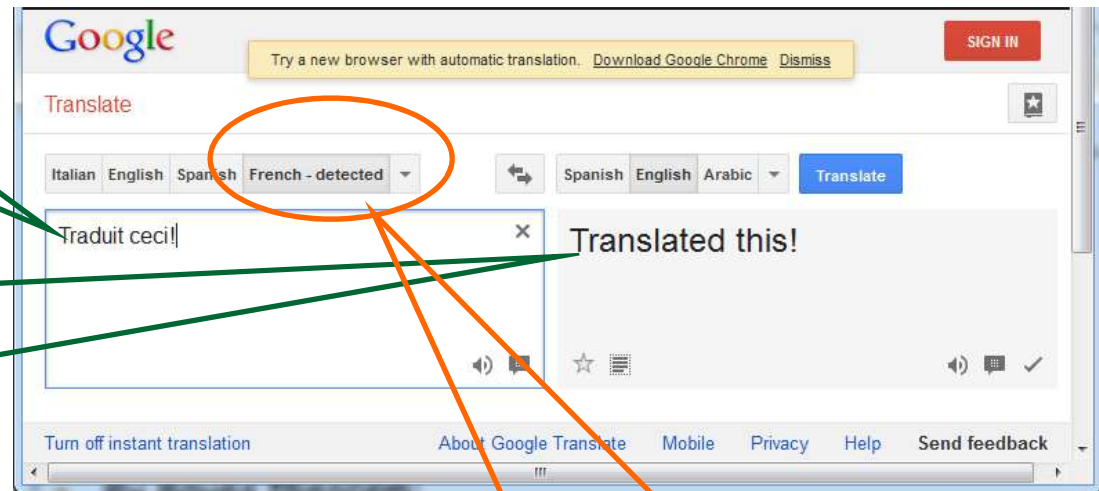 Google
SIGN IN
Try a new browser with automatic translation. Download Google Chrome Dismiss
Translate
Italian English Spanish French - detected Spanish English Arabic Translate
Traduit ceci! Translated this!
Turn off instant translation About Google Translate Mobile Privacy Help Send feedback